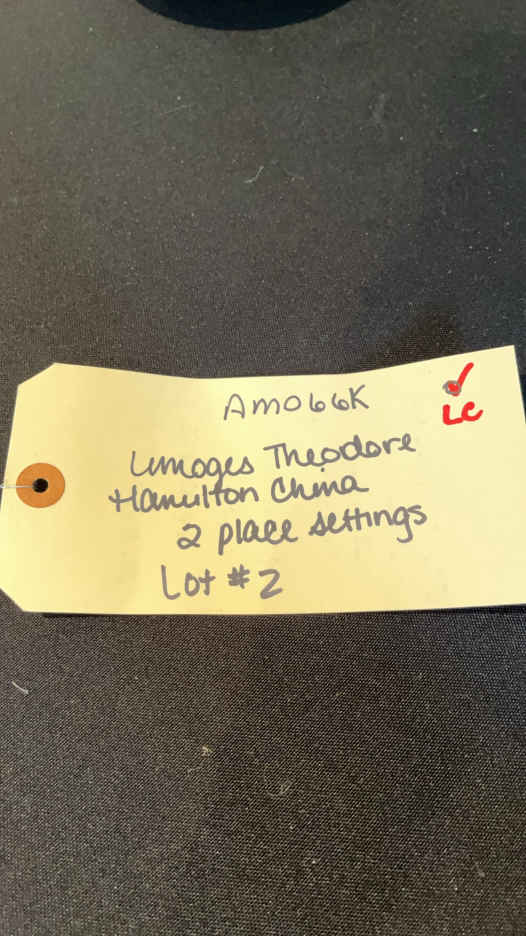 AM066K
✓
LC
Limoges Theodore
Hamilton China
2 place settings
Lot #2